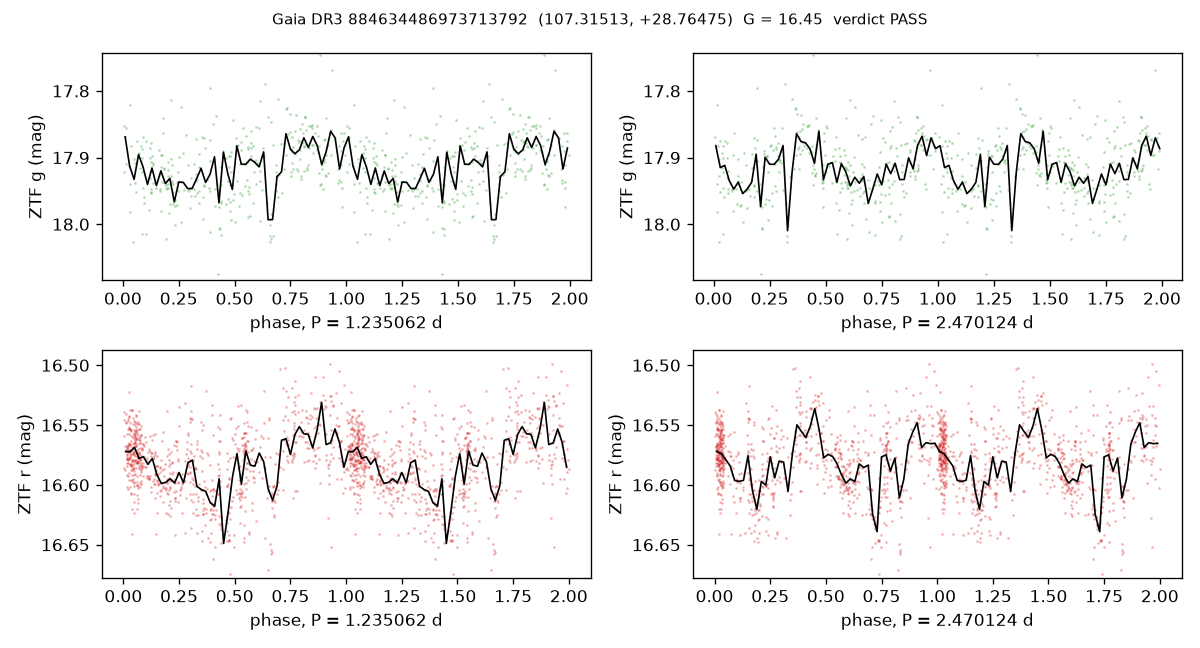 Gaia DR3 884634486973713792 (107.31513, +28.76475) G = 16.45 verdict PASS
ZTF g (mag)
17.8
17.9
18.0
0.00 0.25 0.50 0.75 1.00 1.25 1.50 1.75 2.00
phase, P = 1.235062 d
ZTF g (mag)
17.8
17.9
18.0
0.00 0.25 0.50 0.75 1.00 1.25 1.50 1.75 2.00
phase, P = 2.470124 d
ZTF r (mag)
16.50
16.55
16.60
16.65
0.00 0.25 0.50 0.75 1.00 1.25 1.50 1.75 2.00
phase, P = 1.235062 d
ZTF r (mag)
16.50
16.55
16.60
16.65
0.00 0.25 0.50 0.75 1.00 1.25 1.50 1.75 2.00
phase, P = 2.470124 d